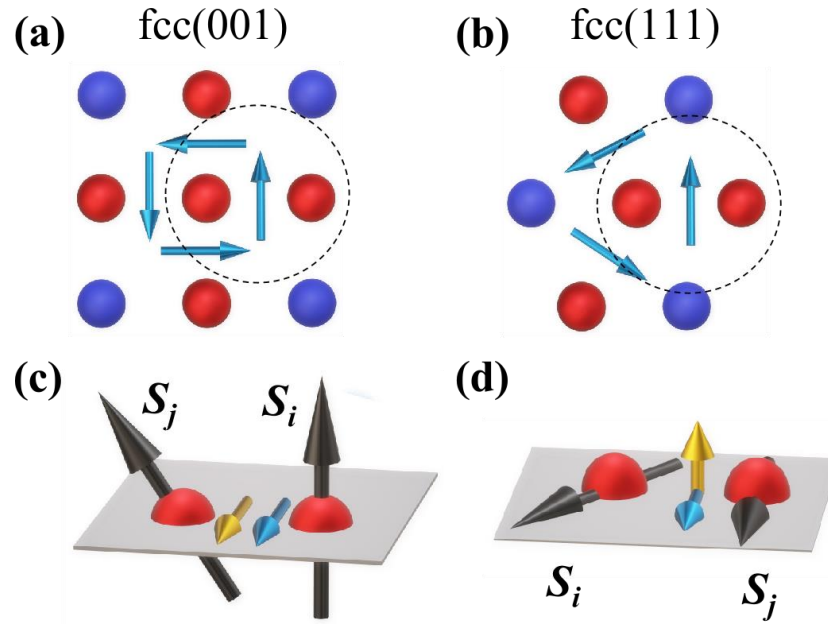 (a) fcc(001)
(b) fcc(111)
(c) S_j S_i
(d) S_i S_j